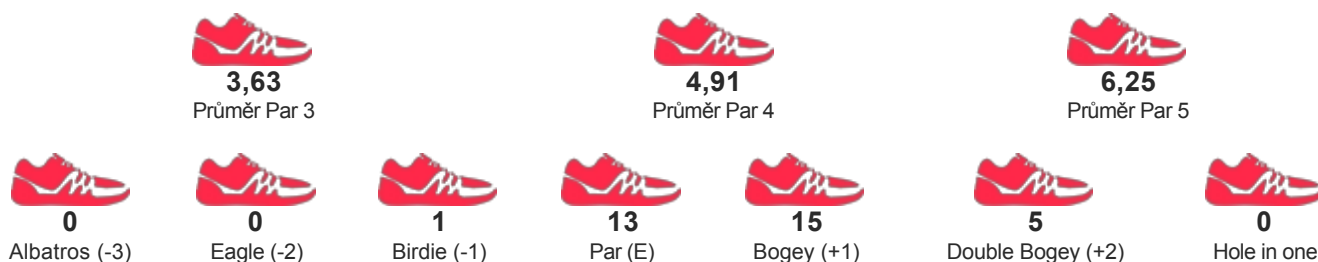 3,63 4,91 6,25
Průměr Par 3 Průměr Par 4 Průměr Par 5
0 0 1 13 15 5 0
Albatros (-3) Eagle (-2) Birdie (-1) Par (E) Bogey (+1) Double Bogey (+2) Hole in one